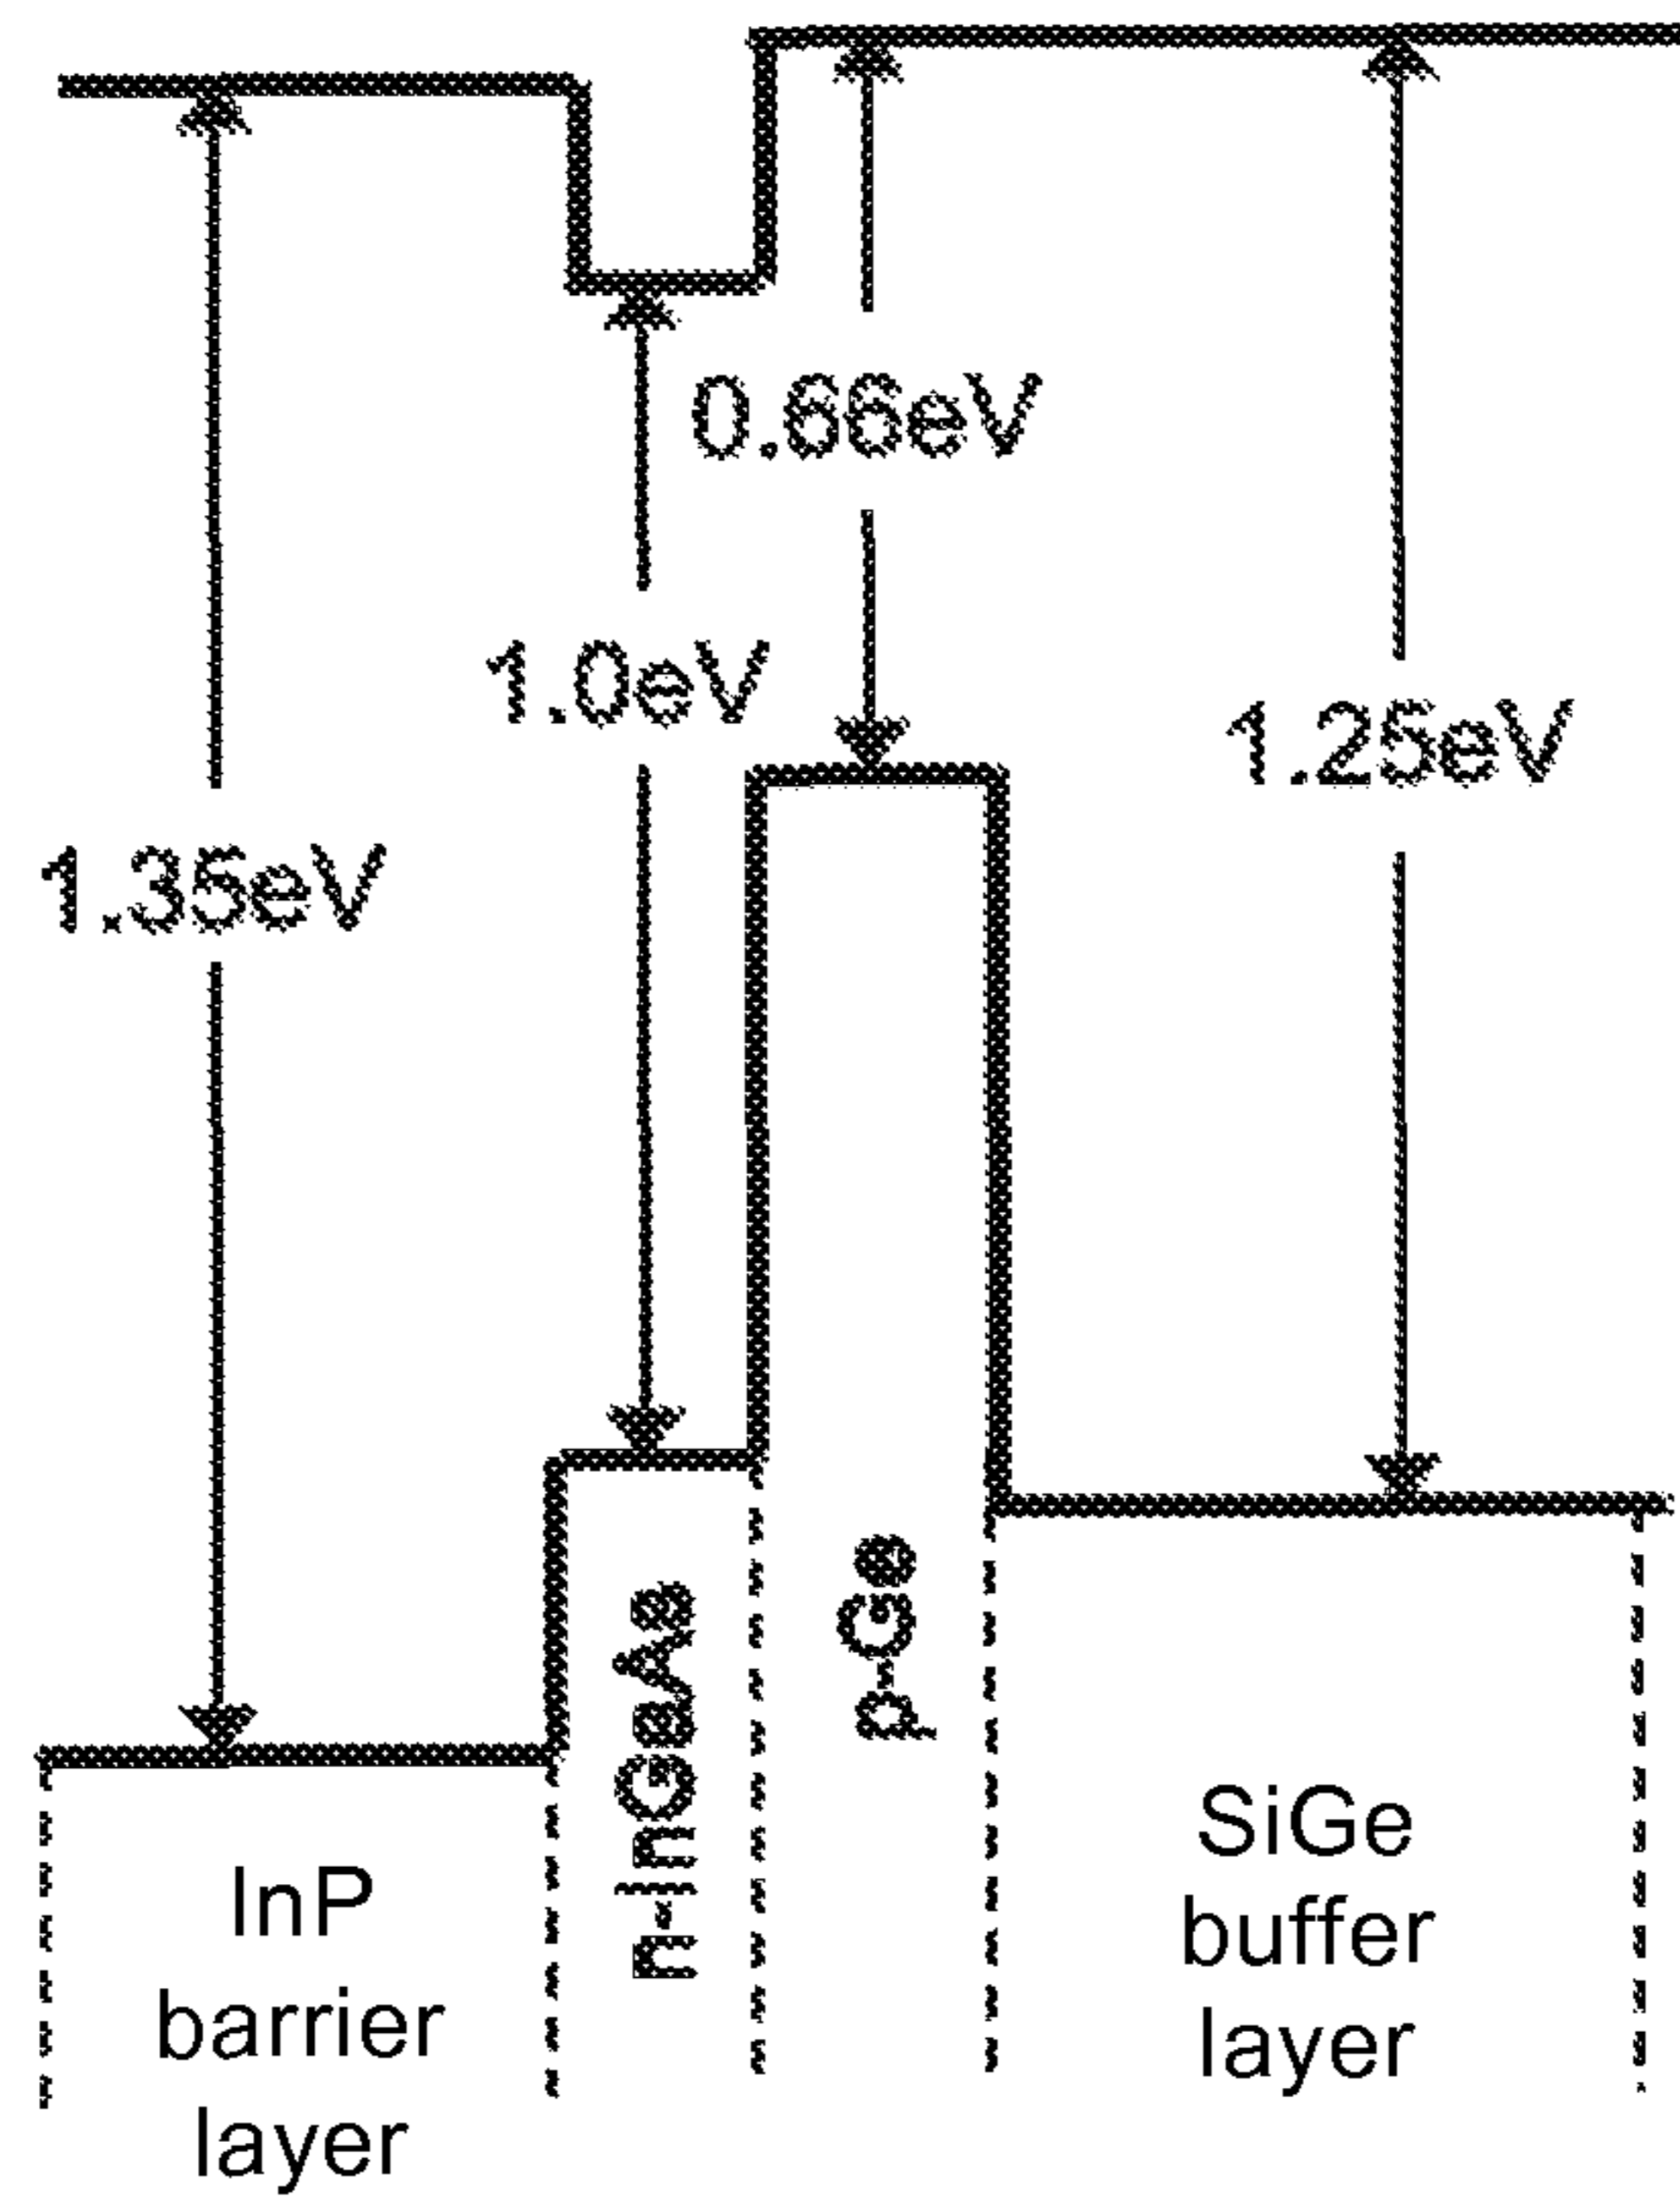 0.66eV
1.0eV
1.25eV
1.35eV
p-Ge
n-InGaAs
InP
barrier
layer
SiGe
buffer
layer